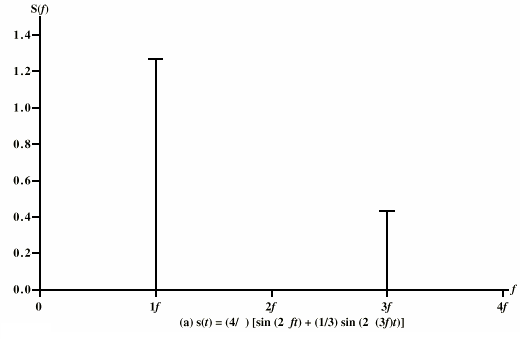 S(f)
1.4
1.2
1.0
0.8
0.6
0.4
0.2
0.0
0 1f 2f 3f 4f f
(a) s(t) = (4/ ) [sin (2 ft) + (1/3) sin (2 (3f)t)]